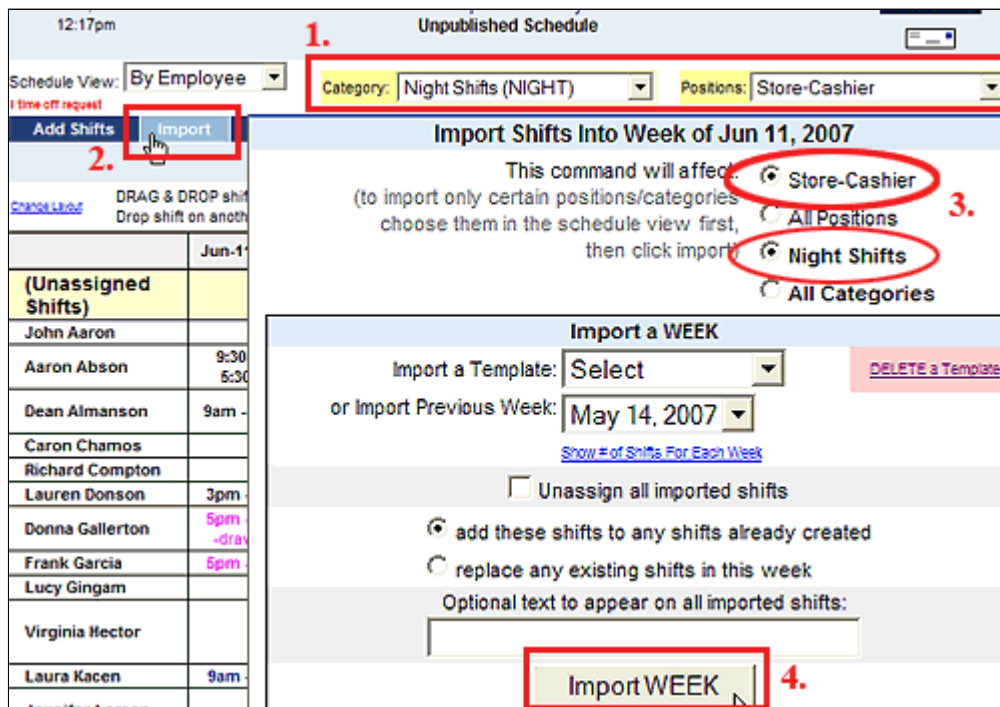 12:17pm
Unpublished Schedule
1.
Schedule View: By Employee
Category: Night Shifts (NIGHT)
Positions: Store-Cashier
1 time off request
Add Shifts
Import
2.
Import Shifts Into Week of Jun 11, 2007
This command will affect:
(to import only certain positions/categories
choose them in the schedule view first,
then click import)
Store-Cashier
All Positions
Night Shifts
All Categories
3.
Change Layout
DRAG & DROP shif
Drop shift on anoth
Jun-1
(Unassigned
Shifts)
John Aaron
Aaron Abson
9:30
5:30
Dean Almanson
9am -
Caron Chamos
Richard Compton
Lauren Donson
3pm -
Donna Gallerton
5pm -
-drav
Frank Garcia
5pm -
Lucy Gingam
Virginia Hector
Laura Kacen
9am -
Import a WEEK
Import a Template: Select
DELETE a Template
or Import Previous Week: May 14, 2007
Show # of Shifts For Each Week
Unassign all imported shifts
add these shifts to any shifts already created
replace any existing shifts in this week
Optional text to appear on all imported shifts:
Import WEEK
4.